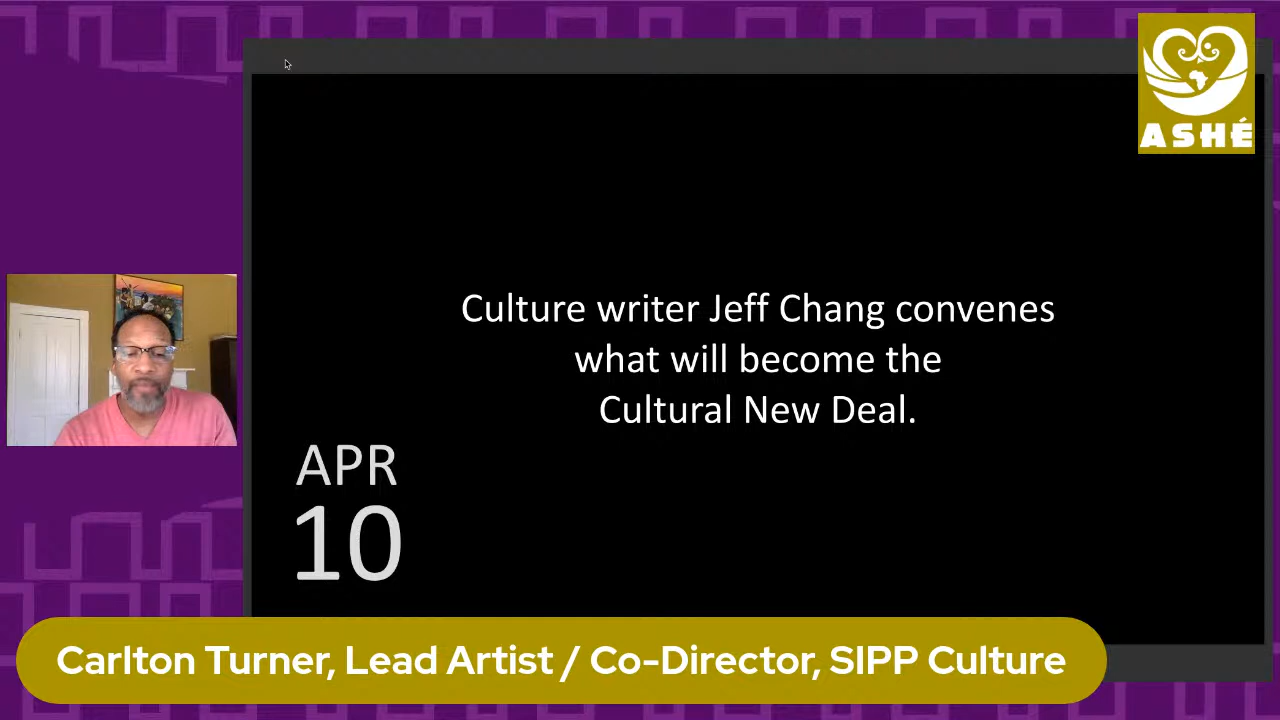 ASHÉ
Culture writer Jeff Chang convenes
what will become the
Cultural New Deal.
APR
10
Carlton Turner, Lead Artist / Co-Director, SIPP Culture